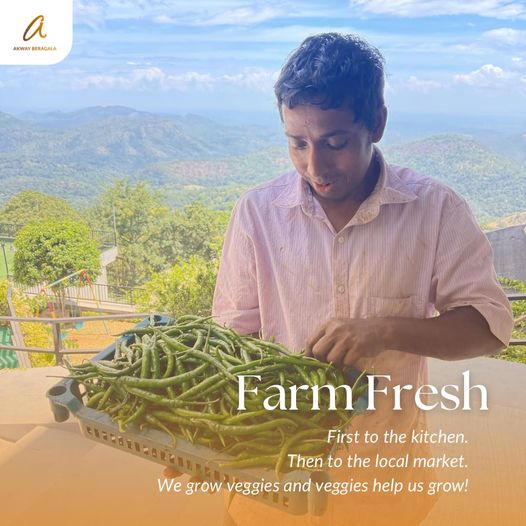 a
AKWAY BERAGALA
Farm Fresh
First to the kitchen.
Then to the local market.
We grow veggies and veggies help us grow!